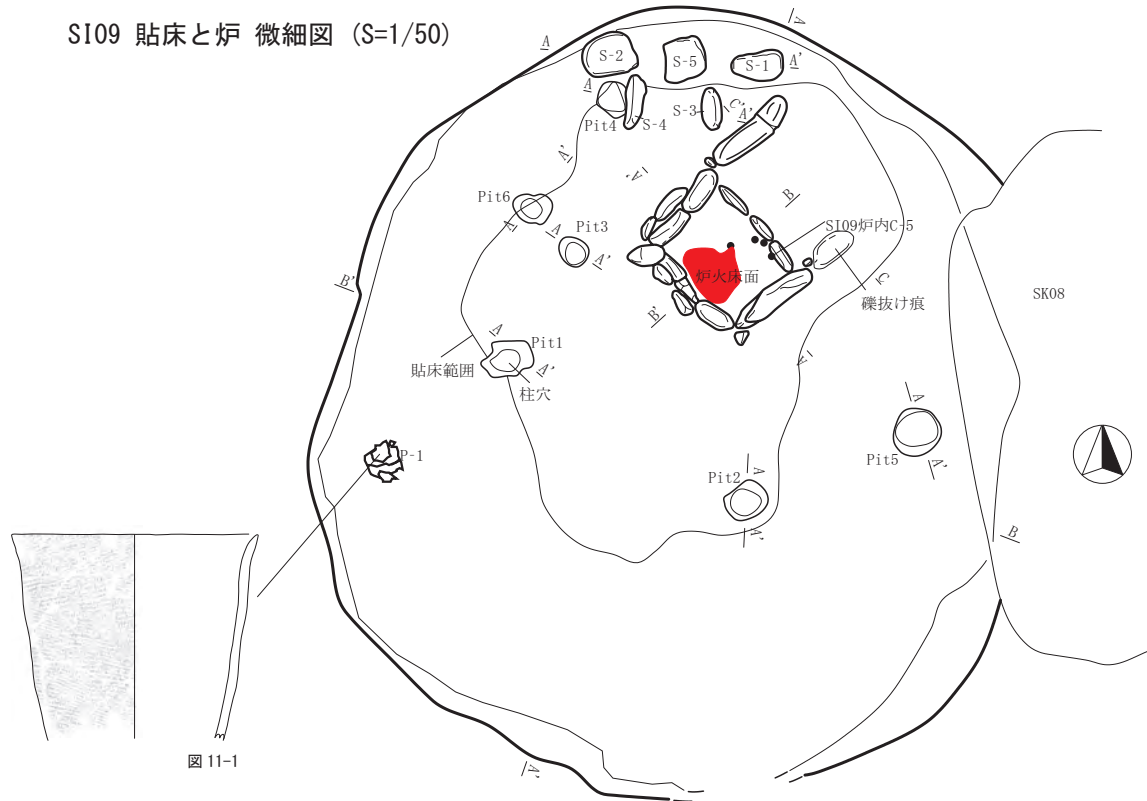 SI09 貼床と炉 微細図 (S=1/50)
A
A
S-2
S-5
S-1
A'
A
Pit4
S-4
S-3
C'
A'
A'
A'
B
Pit6
A
A
Pit3
A'
SI09炉内C-5
炉火床面
C
礫抜け痕
SK08
B'
B'
A
Pit1
A'
貼床範囲
柱穴
A
A
Pit5
A'
P-1
Pit2
A
A'
B
図 11-1
A'